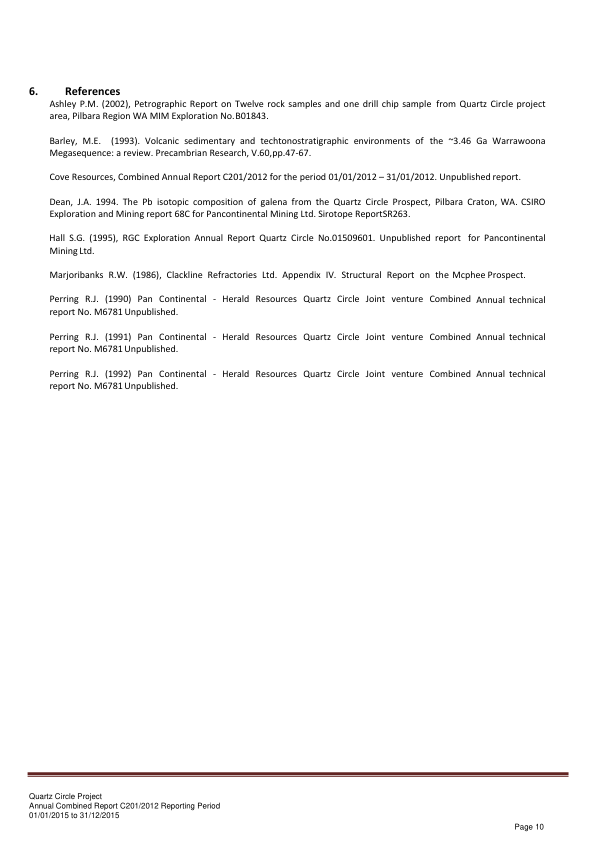 6. References
Ashley P.M. (2002), Petrographic Report on Twelve rock samples and one drill chip sample from Quartz Circle project
area, Pilbara Region WA MIM Exploration No.B01843.
Barley, M.E. (1993). Volcanic sedimentary and techtonostratigraphic environments of the ~3.46 Ga Warrawoona
Megasequence: a review. Precambrian Research, V.60,pp.47-67.
Cove Resources, Combined Annual Report C201/2012 for the period 01/01/2012 – 31/01/2012. Unpublished report.
Dean, J.A. 1994. The Pb isotopic composition of galena from the Quartz Circle Prospect, Pilbara Craton, WA. CSIRO
Exploration and Mining report 68C for Pancontinental Mining Ltd. Sirotope ReportSR263.
Hall S.G. (1995), RGC Exploration Annual Report Quartz Circle No.01509601. Unpublished report for Pancontinental
Mining Ltd.
Marjoribanks R.W. (1986), Clackline Refractories Ltd. Appendix IV. Structural Report on the Mcphee Prospect.
Perring R.J. (1990) Pan Continental - Herald Resources Quartz Circle Joint venture Combined Annual technical
report No. M6781 Unpublished.
Perring R.J. (1991) Pan Continental - Herald Resources Quartz Circle Joint venture Combined Annual technical
report No. M6781 Unpublished.
Perring R.J. (1992) Pan Continental - Herald Resources Quartz Circle Joint venture Combined Annual technical
report No. M6781 Unpublished.
Quartz Circle Project
Annual Combined Report C201/2012 Reporting Period
01/01/2015 to 31/12/2015
Page 10